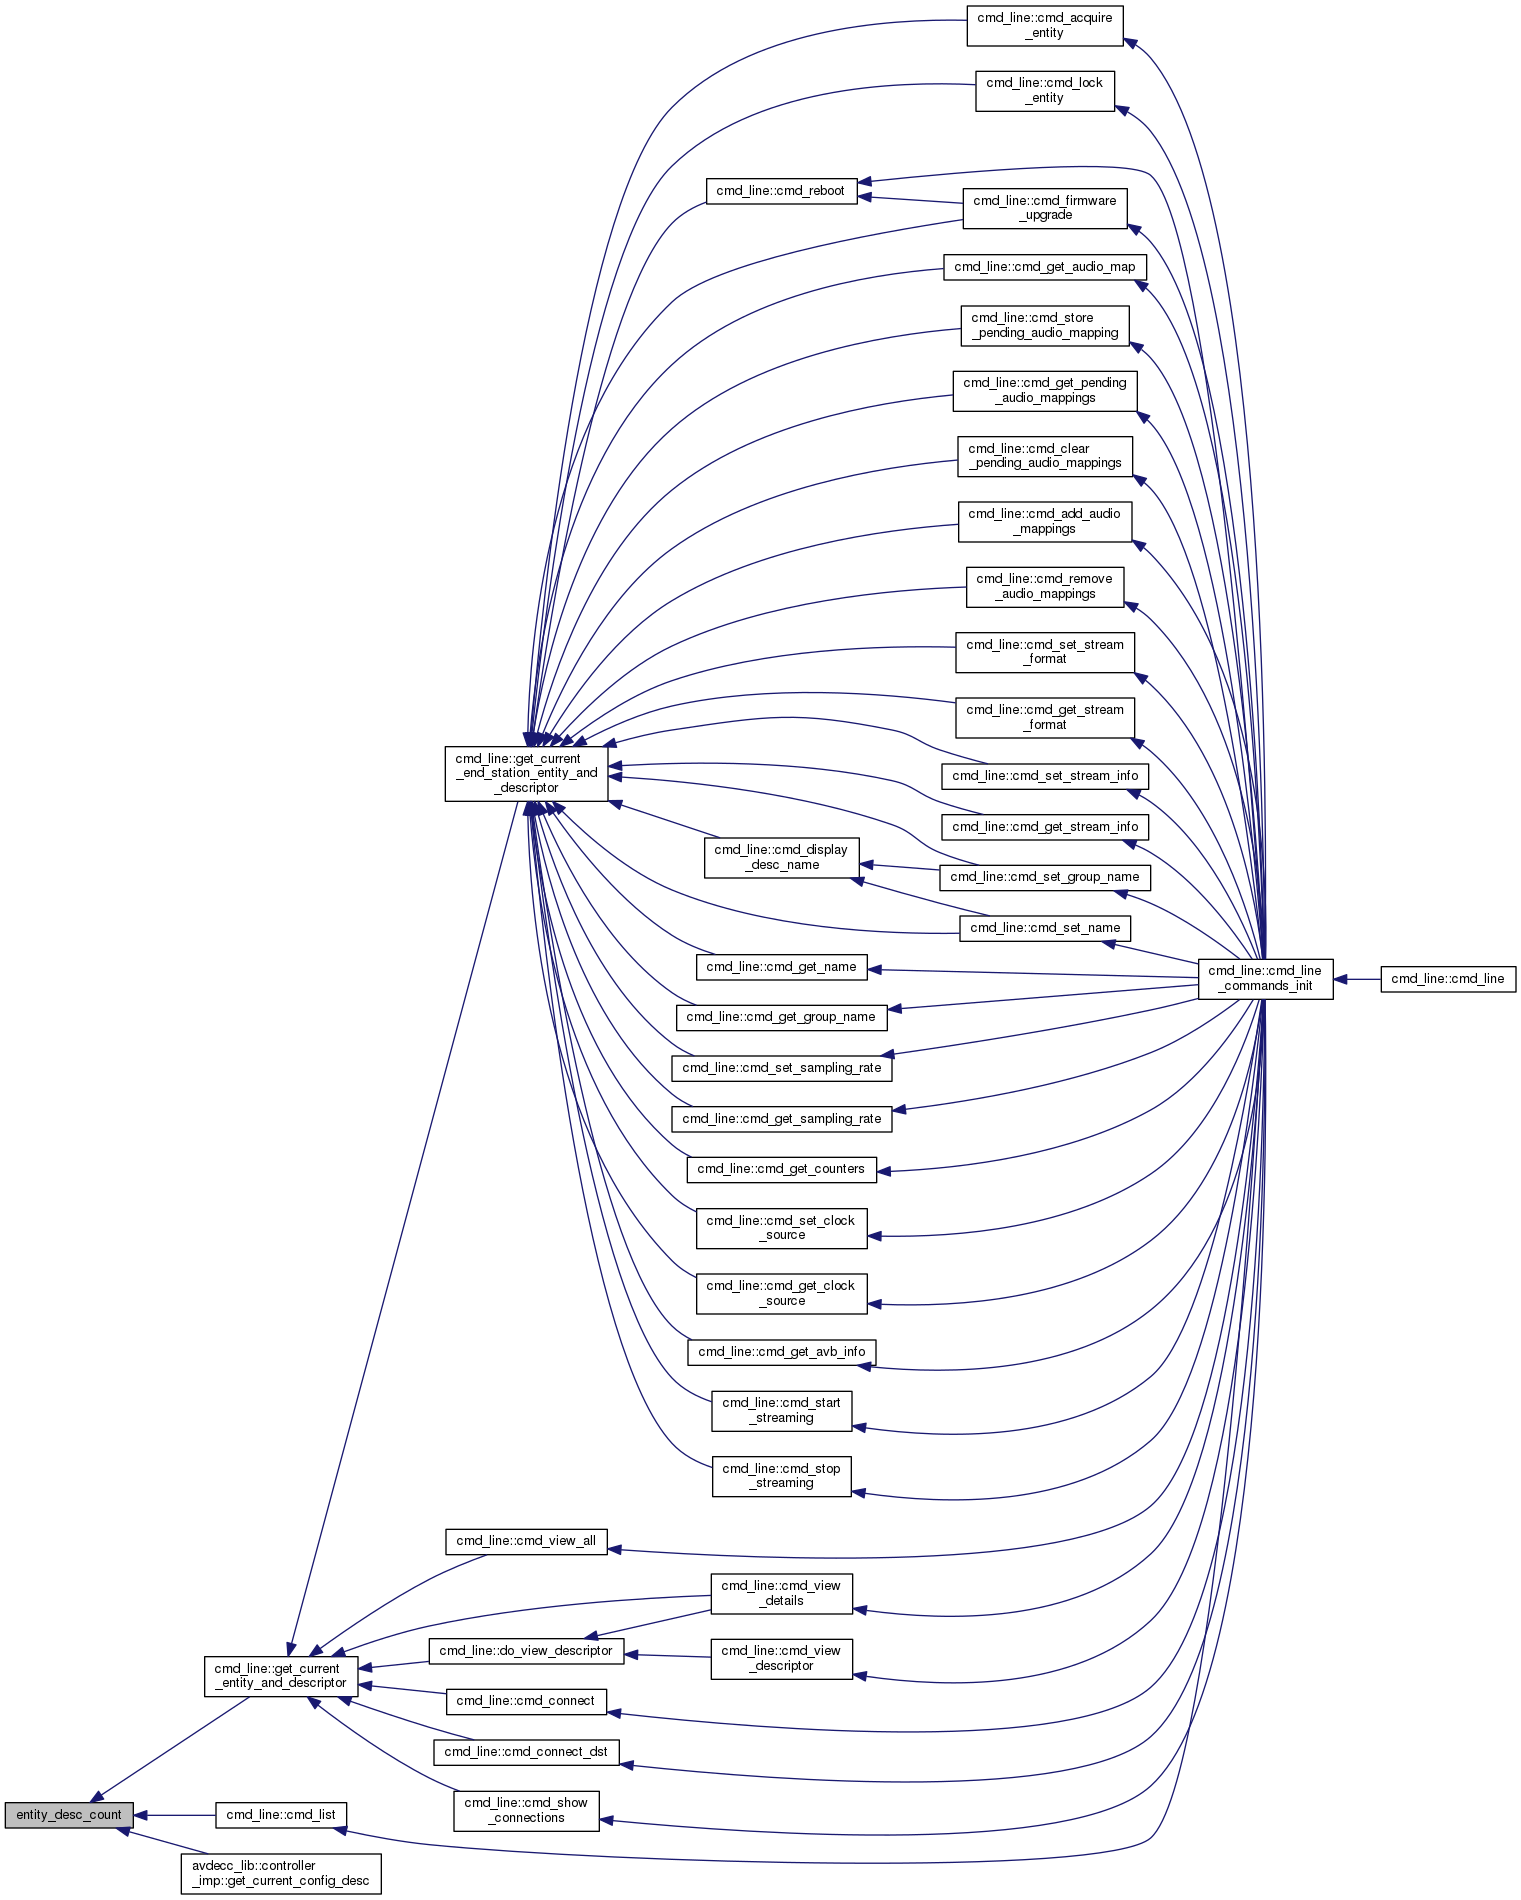 cmd_line::cmd_acquire
_entity
cmd_line::cmd_lock
_entity
cmd_line::cmd_reboot
cmd_line::cmd_firmware
_upgrade
cmd_line::cmd_get_audio_map
cmd_line::cmd_store
_pending_audio_mapping
cmd_line::cmd_get_pending
_audio_mappings
cmd_line::cmd_clear
_pending_audio_mappings
cmd_line::cmd_add_audio
_mappings
cmd_line::cmd_remove
_audio_mappings
cmd_line::cmd_set_stream
_format
cmd_line::cmd_get_stream
_format
cmd_line::get_current
_end_station_entity_and
_descriptor
cmd_line::cmd_set_stream_info
cmd_line::cmd_get_stream_info
cmd_line::cmd_display
_desc_name
cmd_line::cmd_set_group_name
cmd_line::cmd_set_name
cmd_line::cmd_get_name
cmd_line::cmd_line
_commands_init
cmd_line::cmd_line
cmd_line::cmd_get_group_name
cmd_line::cmd_set_sampling_rate
cmd_line::cmd_get_sampling_rate
cmd_line::cmd_get_counters
cmd_line::cmd_set_clock
_source
cmd_line::cmd_get_clock
_source
cmd_line::cmd_get_avb_info
cmd_line::cmd_start
_streaming
cmd_line::cmd_stop
_streaming
cmd_line::cmd_view_all
cmd_line::cmd_view
_details
cmd_line::do_view_descriptor
cmd_line::cmd_view
_descriptor
cmd_line::get_current
_entity_and_descriptor
cmd_line::cmd_connect
cmd_line::cmd_connect_dst
cmd_line::cmd_show
_connections
entity_desc_count
cmd_line::cmd_list
avdecc_lib::controller
_imp::get_current_config_desc